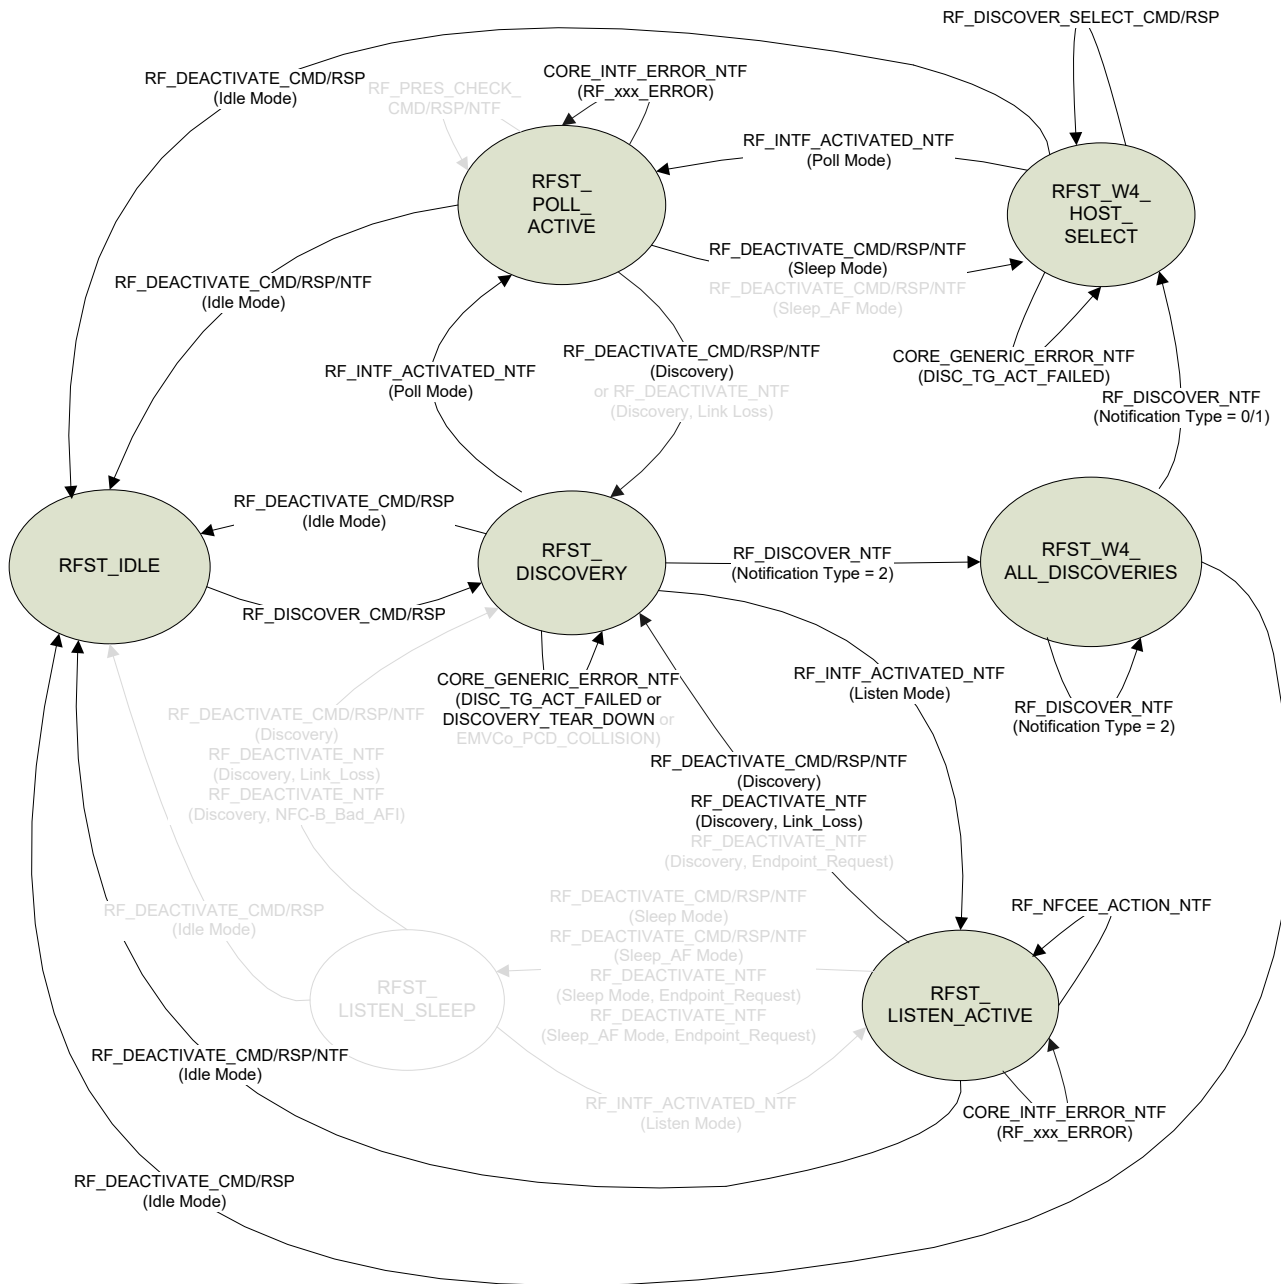 RF_DISCOVER_SELECT_CMD/RSP
RF_DEACTIVATE_CMD/RSP
(Idle Mode)
RF_PRES_CHECK_
CMD/RSP/NTF
CORE_INTF_ERROR_NTF
(RF_xxx_ERROR)
RF_INTF_ACTIVATED_NTF
(Poll Mode)
RFST_
POLL_
ACTIVE
RFST_W4_
HOST_
SELECT
RF_DEACTIVATE_CMD/RSP/NTF
(Idle Mode)
RF_DEACTIVATE_CMD/RSP/NTF
(Sleep Mode)
RF_DEACTIVATE_CMD/RSP/NTF
(Sleep_AF Mode)
RF_INTF_ACTIVATED_NTF
(Poll Mode)
RF_DEACTIVATE_CMD/RSP/NTF
(Discovery)
or RF_DEACTIVATE_NTF
(Discovery, Link Loss)
CORE_GENERIC_ERROR_NTF
(DISC_TG_ACT_FAILED)
RF_DISCOVER_NTF
(Notification Type = 0/1)
RF_DEACTIVATE_CMD/RSP
(Idle Mode)
RFST_IDLE
RFST_
DISCOVERY
RF_DISCOVER_NTF
(Notification Type = 2)
RFST_W4_
ALL_DISCOVERIES
RF_DISCOVER_CMD/RSP
CORE_GENERIC_ERROR_NTF
(DISC_TG_ACT_FAILED or
DISCOVERY_TEAR_DOWN or
EMVCo_PCD_COLLISION)
RF_INTF_ACTIVATED_NTF
(Listen Mode)
RF_DISCOVER_NTF
(Notification Type = 2)
RF_DEACTIVATE_CMD/RSP/NTF
(Discovery)
RF_DEACTIVATE_NTF
(Discovery, Link_Loss)
RF_DEACTIVATE_NTF
(Discovery, NFC-B_Bad_AFI)
RF_DEACTIVATE_CMD/RSP/NTF
(Discovery)
RF_DEACTIVATE_NTF
(Discovery, Link_Loss)
RF_DEACTIVATE_NTF
(Discovery, Endpoint_Request)
RF_DEACTIVATE_CMD/RSP
(Idle Mode)
RF_DEACTIVATE_CMD/RSP/NTF
(Sleep Mode)
RF_DEACTIVATE_CMD/RSP/NTF
(Sleep_AF Mode)
RF_DEACTIVATE_NTF
(Sleep Mode, Endpoint_Request)
RF_DEACTIVATE_NTF
(Sleep_AF Mode, Endpoint_Request)
RF_NFCEE_ACTION_NTF
RFST_
LISTEN_SLEEP
RFST_
LISTEN_ACTIVE
RF_DEACTIVATE_CMD/RSP/NTF
(Idle Mode)
RF_INTF_ACTIVATED_NTF
(Listen Mode)
CORE_INTF_ERROR_NTF
(RF_xxx_ERROR)
RF_DEACTIVATE_CMD/RSP
(Idle Mode)